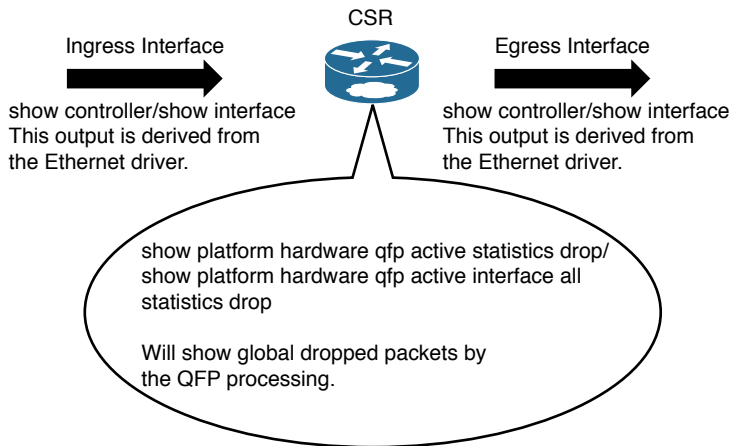 CSR
Ingress Interface
Egress Interface
show controller/show interface
This output is derived from
the Ethernet driver.
show controller/show interface
This output is derived from
the Ethernet driver.
show platform hardware qfp active statistics drop/
show platform hardware qfp active interface all
statistics drop
Will show global dropped packets by
the QFP processing.